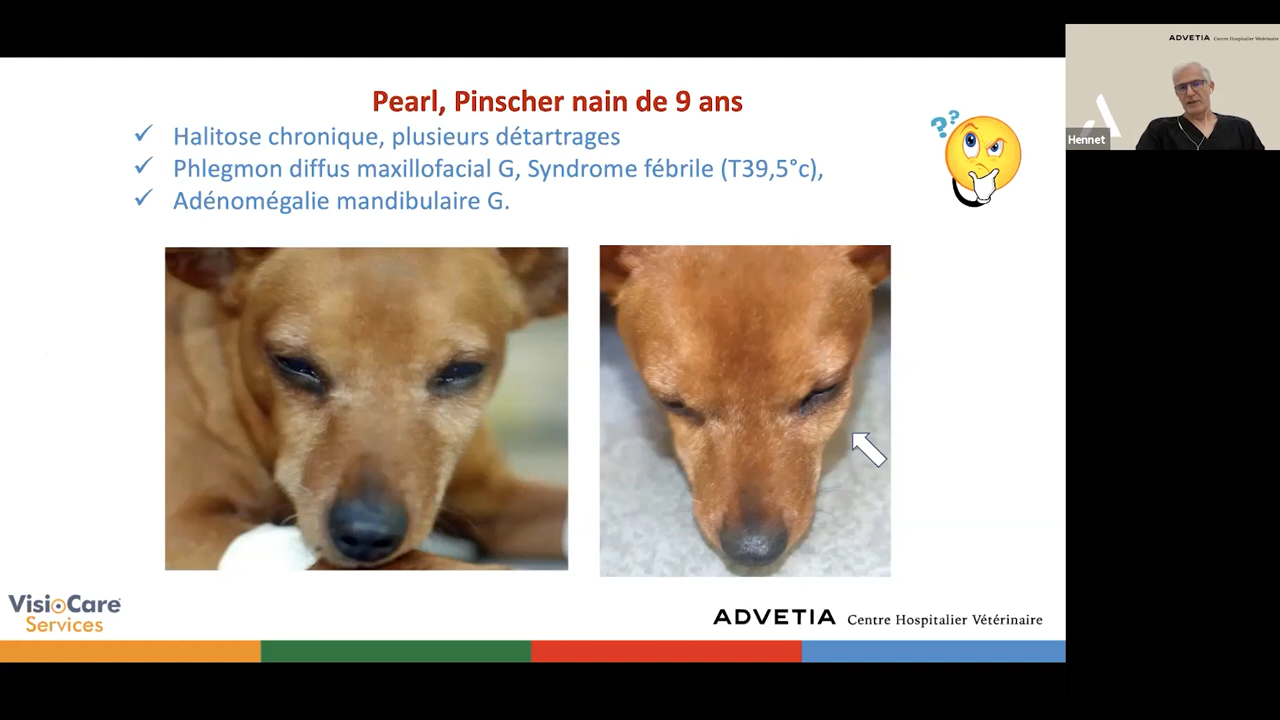 Pearl, Pinscher nain de 9 ans
✓ Halitose chronique, plusieurs détartrages
✓ Phlegmon diffus maxillofacial G, Syndrome fébrile (T39,5°c),
✓ Adénomégalie mandibulaire G.
???
VisioCare
Services
ADVETIA Centre Hospitalier Vétérinaire
ADVETIA Centre Hospitalier Vétérinaire
Hennet